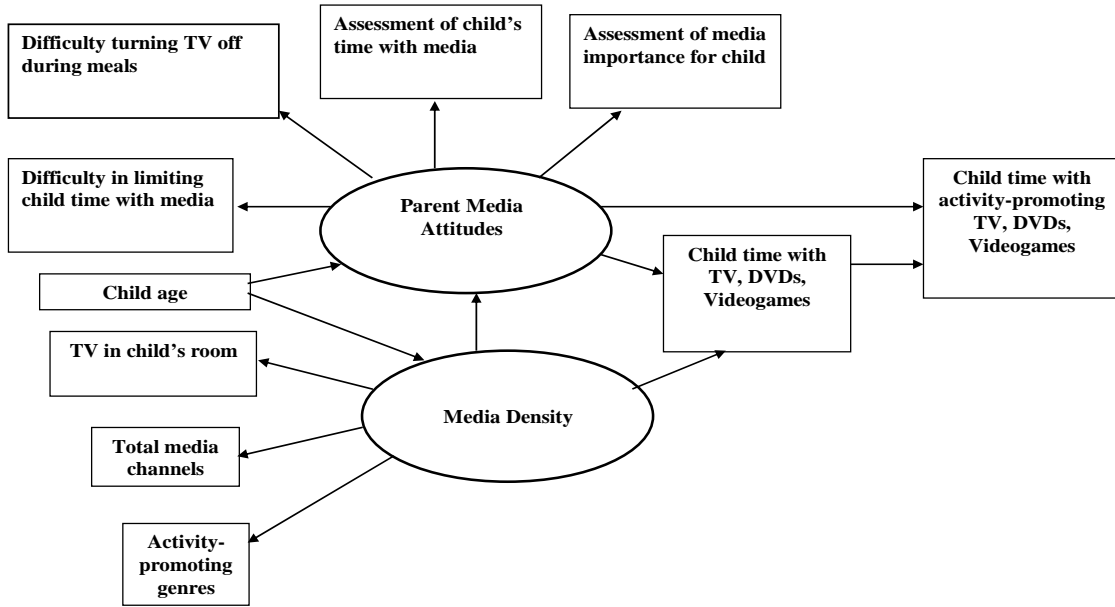 Difficulty turning TV off
during meals
Assessment of child's
time with media
Assessment of media
importance for child
Difficulty in limiting
child time with media
Parent Media
Attitudes
Child time with
activity-promoting
TV, DVDs,
Videogames
Child time with
TV, DVDs,
Videogames
Child age
TV in child's room
Media Density
Total media
channels
Activity-
promoting
genres